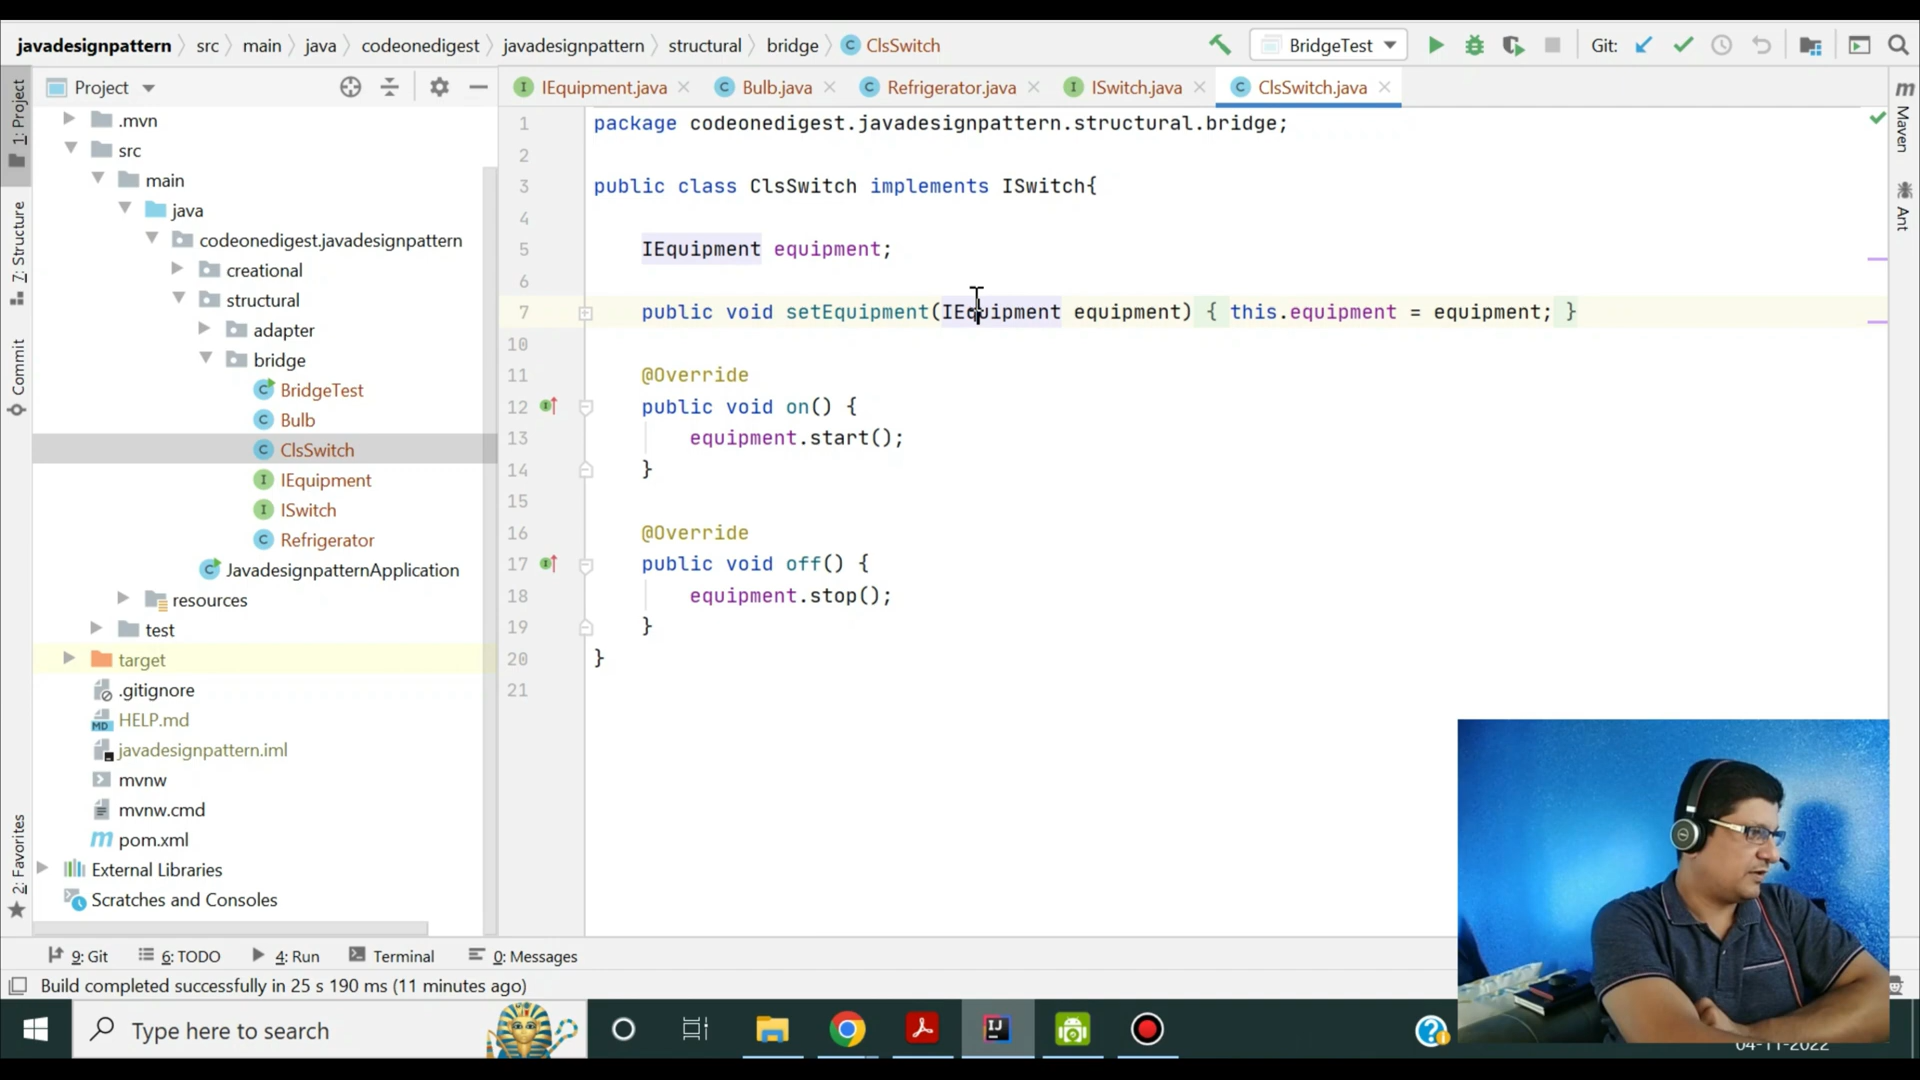 javadesignpattern src main java codeonedigest javadesignpattern structural bridge ClsSwitch BridgeTest Git:
Project IEquipment.java Bulb.java Refrigerator.java ISwitch.java ClsSwitch.java
1: Project
7: Structure
Commit
2: Favorites
.mvn
src
main
java
codeonedigest.javadesignpattern
creational
structural
adapter
bridge
BridgeTest
Bulb
ClsSwitch
IEquipment
ISwitch
Refrigerator
JavadesignpatternApplication
resources
test
target
.gitignore
HELP.md
javadesignpattern.iml
mvnw
mvnw.cmd
pom.xml
External Libraries
Scratches and Consoles
1 package codeonedigest.javadesignpattern.structural.bridge;
2
3 public class ClsSwitch implements ISwitch{
4
5 IEquipment equipment;
6
7 public void setEquipment(IEquipment equipment) { this.equipment = equipment; }
10
11 @Override
12 public void on() {
13 equipment.start();
14 }
15
16 @Override
17 public void off() {
18 equipment.stop();
19 }
20 }
21
m Maven
Ant
9: Git 6: TODO 4: Run Terminal 0: Messages
Build completed successfully in 25 s 190 ms (11 minutes ago)
Type here to search
04-11-2022